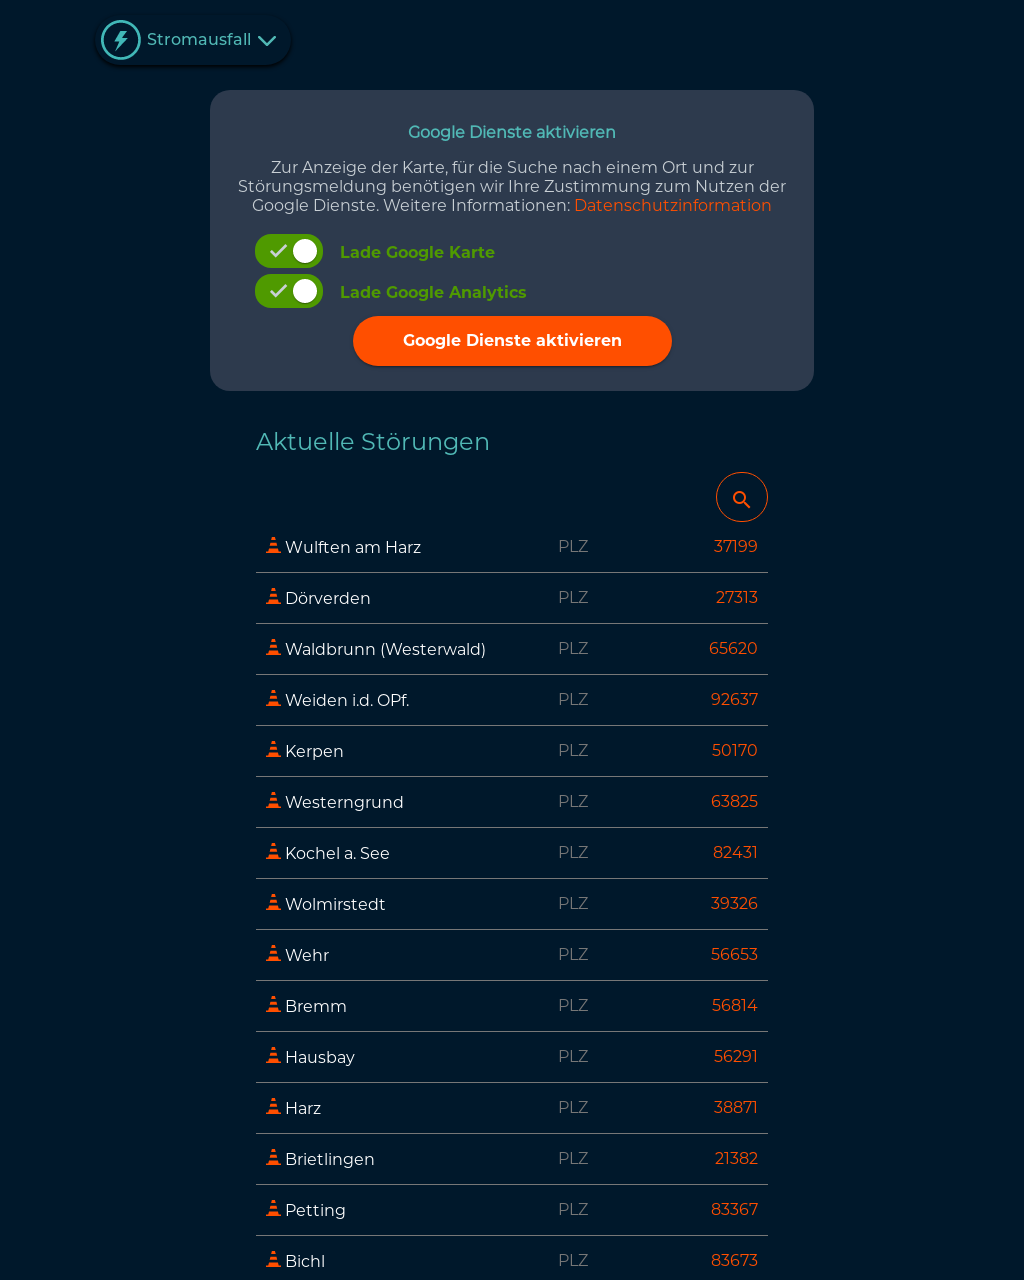 Stromausfall
Google Dienste aktivieren
Zur Anzeige der Karte, für die Suche nach einem Ort und zur
Störungsmeldung benötigen wir Ihre Zustimmung zum Nutzen der
Google Dienste. Weitere Informationen: Datenschutzinformation
Lade Google Karte
Lade Google Analytics
Google Dienste aktivieren
Aktuelle Störungen
Wulften am Harz PLZ 37199
Dörverden PLZ 27313
Waldbrunn (Westerwald) PLZ 65620
Weiden i.d. OPf. PLZ 92637
Kerpen PLZ 50170
Westerngrund PLZ 63825
Kochel a. See PLZ 82431
Wolmirstedt PLZ 39326
Wehr PLZ 56653
Bremm PLZ 56814
Hausbay PLZ 56291
Harz PLZ 38871
Brietlingen PLZ 21382
Petting PLZ 83367
Bichl PLZ 83673